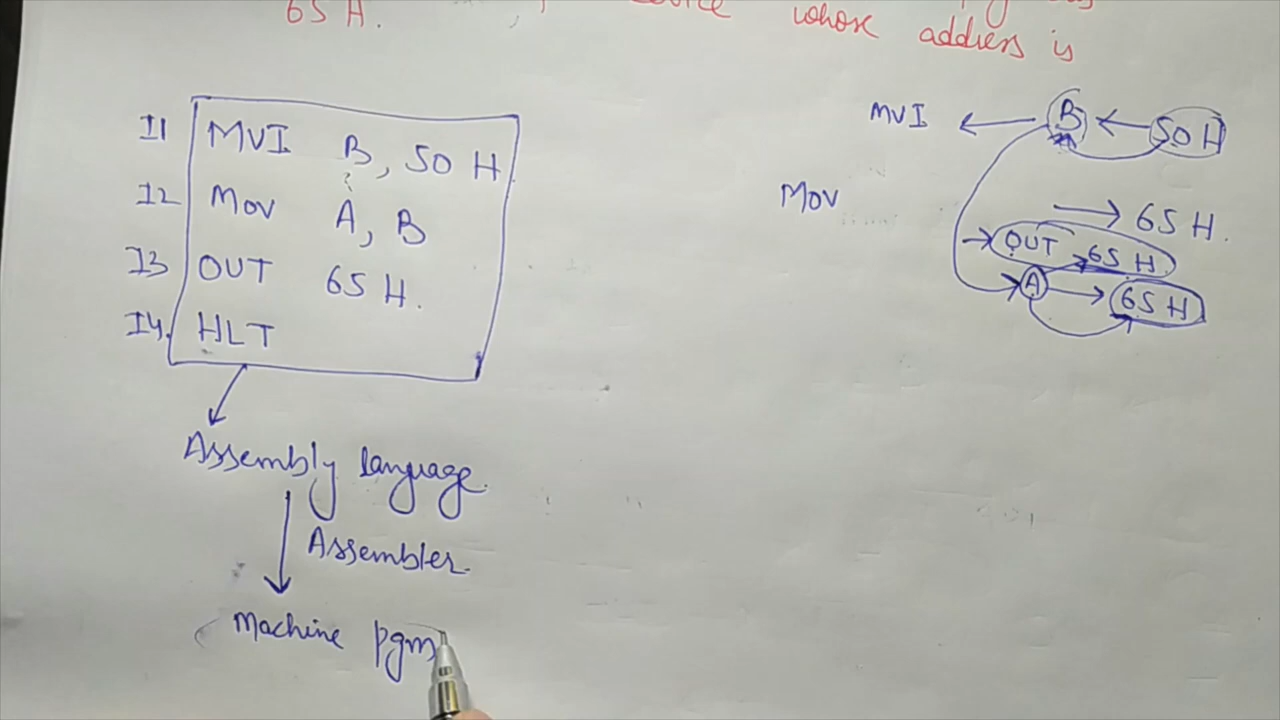 whose address is
65 H.
I1 MVI B, 50 H
I2 Mov A, B
I3 OUT 65 H.
I4. HLT
Assembly language
Assembler
Machine pgm
MVI B 50 H
Mov
65 H.
OUT 65 H
A 65 H